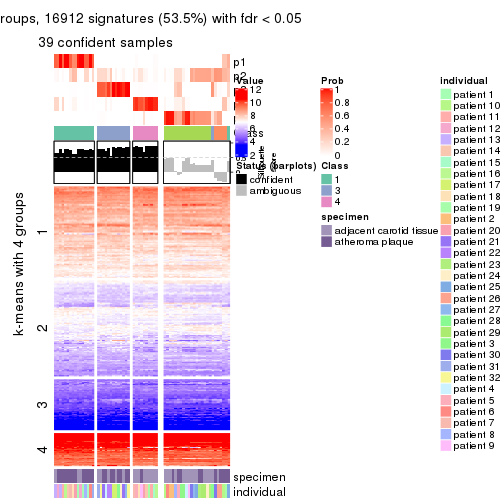 roups, 16912 signatures (53.5%) with fdr < 0.05
39 confident samples
p1
p2
Value
12
10
8
6
4
2
Prob
1
0.8
0.6
0.4
0.2
0
Status (barplots)
confident
ambiguous
Class
1
3
4
specimen
adjacent carotid tissue
atheroma plaque
individual
patient 1
patient 10
patient 11
patient 12
patient 13
patient 14
patient 15
patient 16
patient 17
patient 18
patient 19
patient 2
patient 20
patient 21
patient 22
patient 23
patient 24
patient 25
patient 26
patient 27
patient 28
patient 29
patient 3
patient 30
patient 31
patient 32
patient 4
patient 5
patient 6
patient 7
patient 8
patient 9
k-means with 4 groups
1
2
3
4
specimen
individual